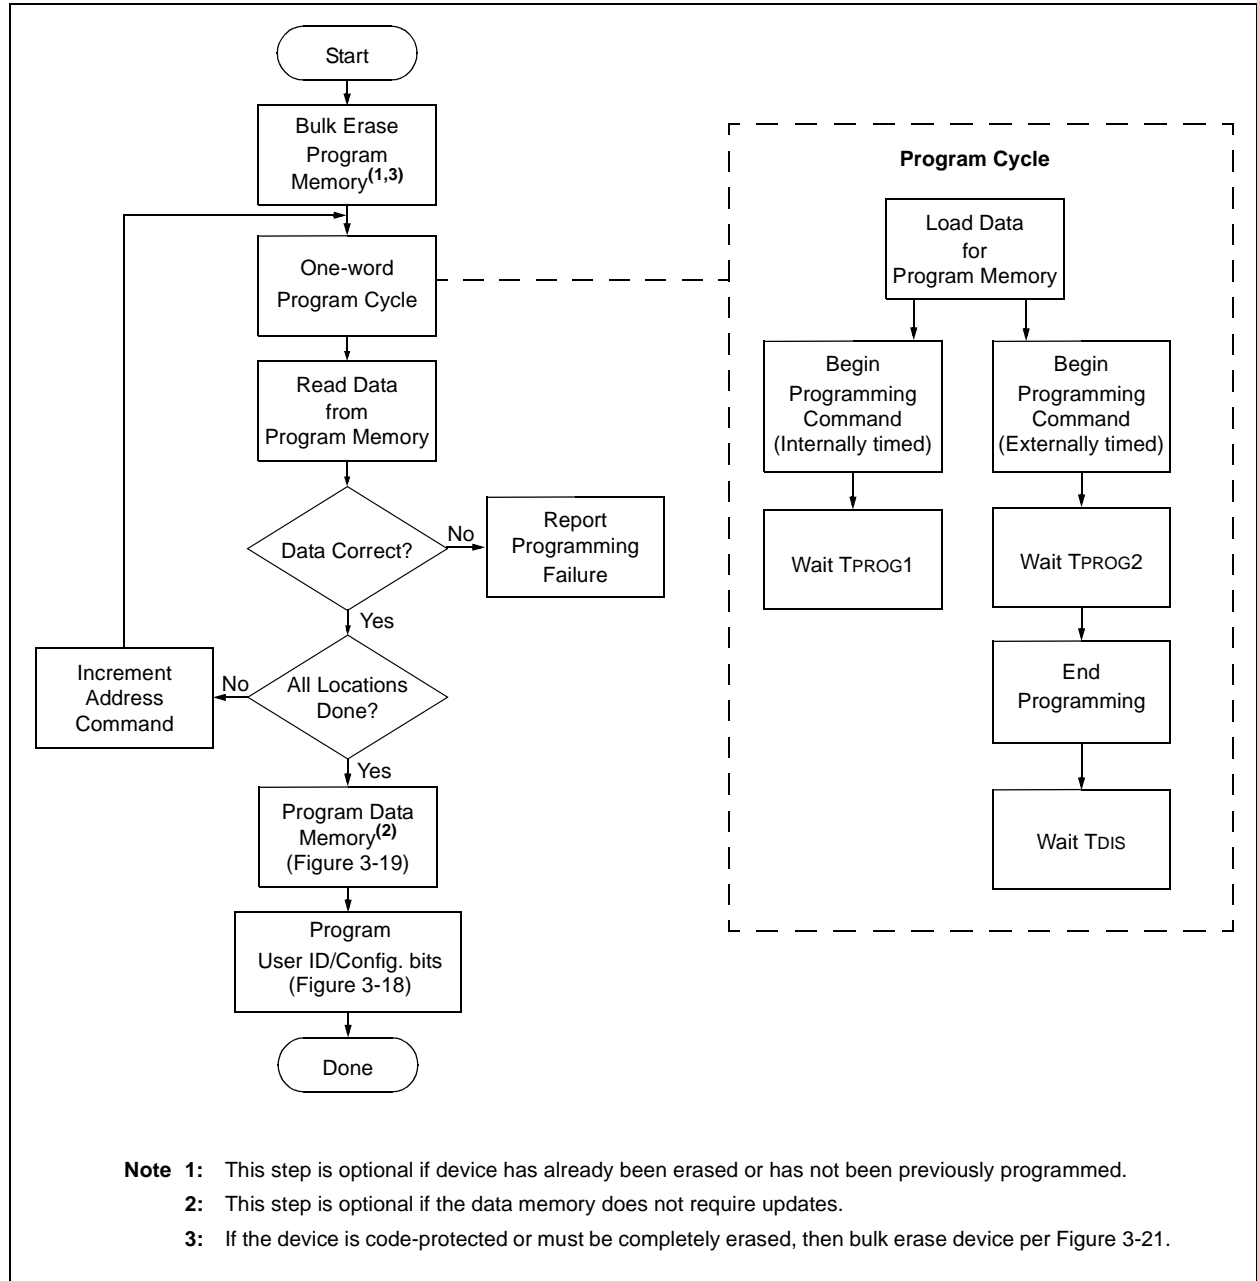 Start
Bulk Erase
Program
Memory(1,3)
One-word
Program Cycle
Read Data
from
Program Memory
Data Correct?
No
Report
Programming
Failure
Yes
All Locations
Done?
No
Increment
Address
Command
Yes
Program Data
Memory(2)
(Figure 3-19)
Program
User ID/Config. bits
(Figure 3-18)
Done
Program Cycle
Load Data
for
Program Memory
Begin
Programming
Command
(Internally timed)
Wait TPROG1
Begin
Programming
Command
(Externally timed)
Wait TPROG2
End
Programming
Wait TDIS
Note 1: This step is optional if device has already been erased or has not been previously programmed.
2: This step is optional if the data memory does not require updates.
3: If the device is code-protected or must be completely erased, then bulk erase device per Figure 3-21.